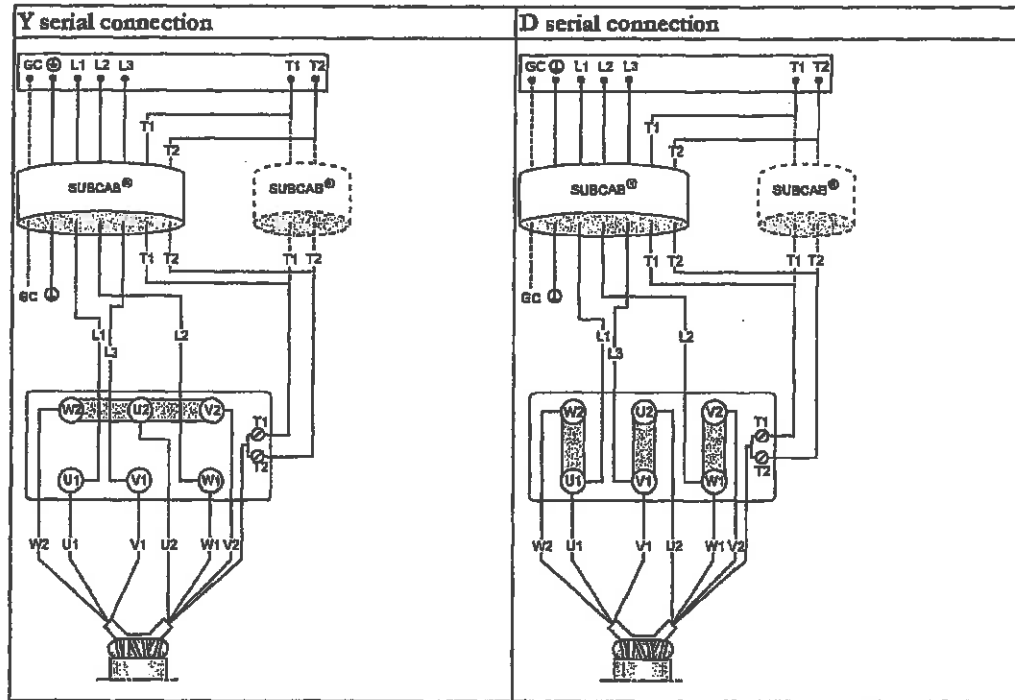 Y serial connection
GC L1 L2 L3 T1 T2
T1
T2
SUBCAB® SUBCAB®
T1 T2 T1 T2
GC
L1 L2
L3
W2 U2 V2
T1
T2
U1 V1 W1
W2 U1 V1 U2 W1 V2
D serial connection
GC L1 L2 L3 T1 T2
T1
T2
SUBCAB® SUBCAB®
T1 T2 T1 T2
GC
L1 L2
L3
W2 U2 V2
T1
T2
U1 V1 W1
W2 U1 V1 U2 W1 V2